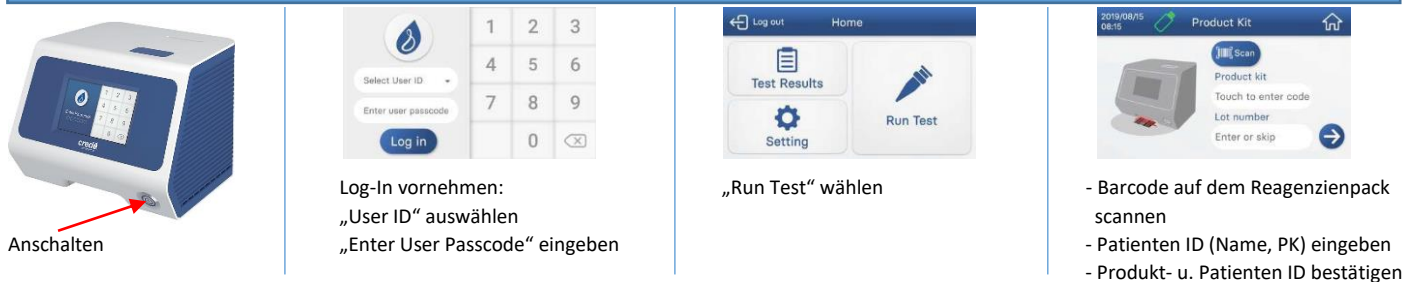 credo
Anschalten
Select User ID
Enter user passcode
Log in
1 2 3
4 5 6
7 8 9
0
Log-In vornehmen:
„User ID“ auswählen
„Enter User Passcode“ eingeben
Log out Home
Test Results
Setting
Run Test
„Run Test“ wählen
2019/08/15
08:15
Product Kit
Scan
Product kit
Touch to enter code
Lot number
Enter or skip
- Barcode auf dem Reagenzienpack
scannen
- Patienten ID (Name, PK) eingeben
- Produkt- u. Patienten ID bestätigen